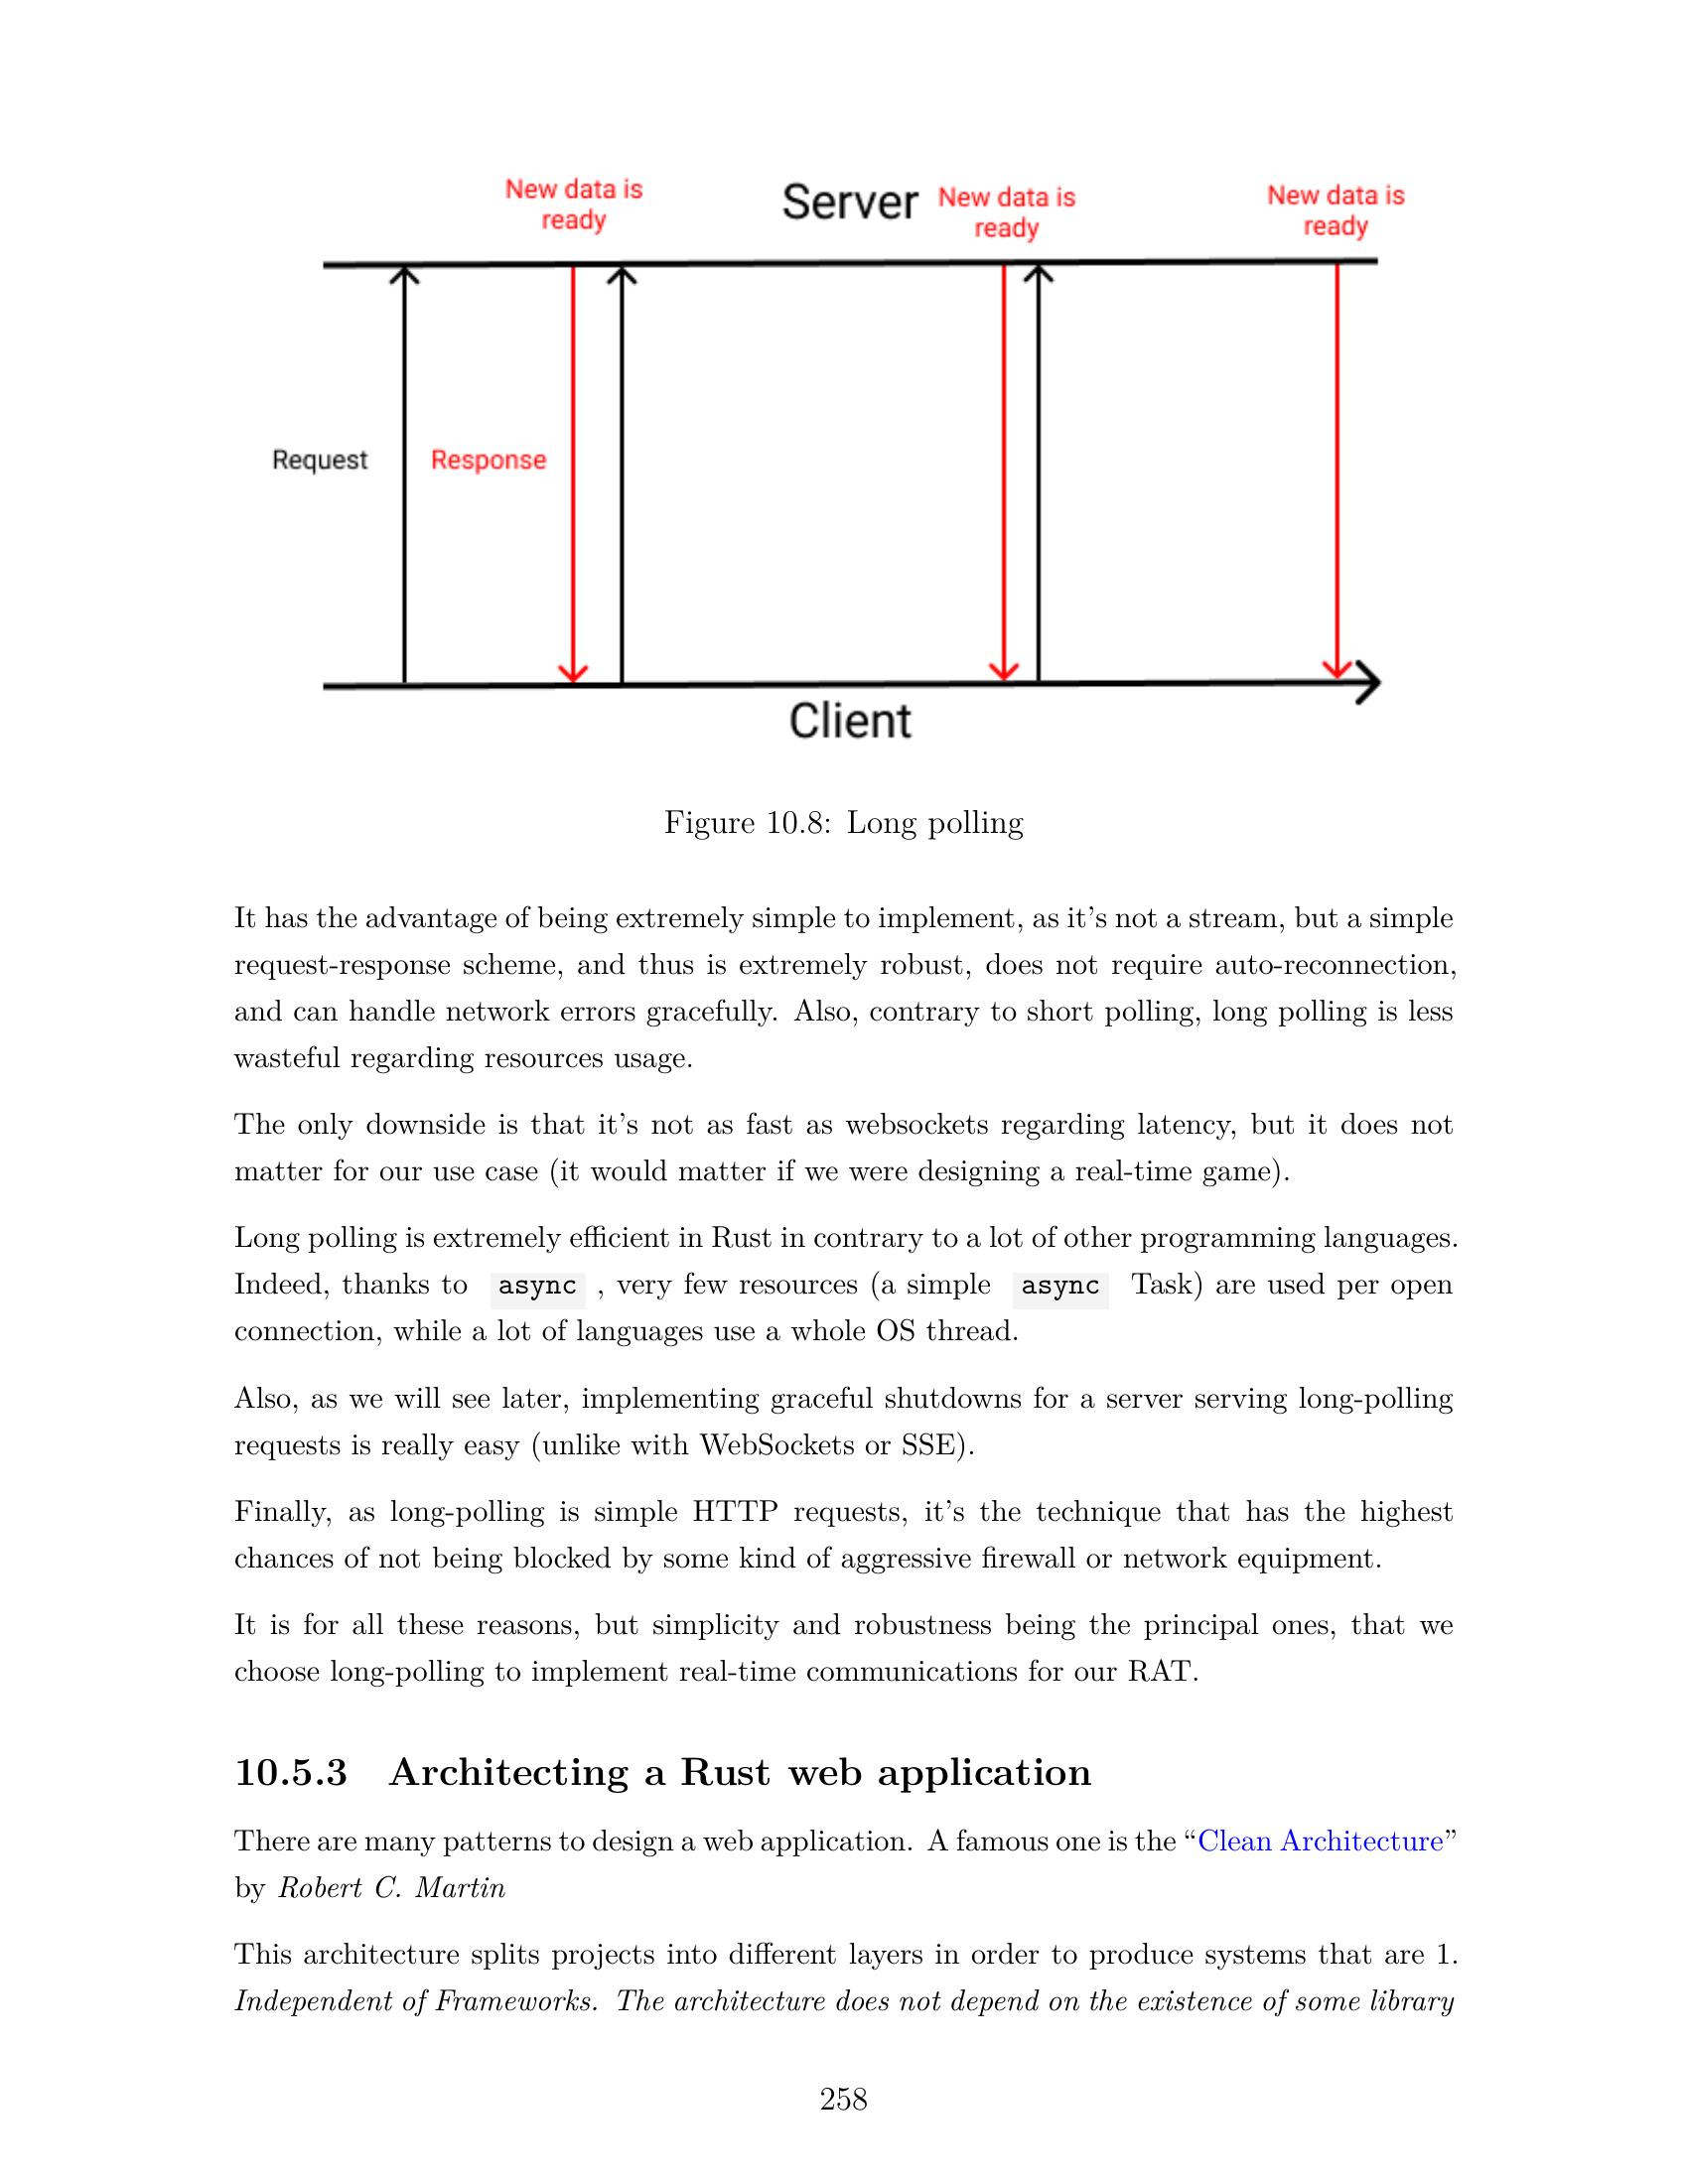 New data is
ready
Server
New data is
ready
New data is
ready
Request
Response
Client
Figure 10.8: Long polling
It has the advantage of being extremely simple to implement, as it's not a stream, but a simple
request-response scheme, and thus is extremely robust, does not require auto-reconnection,
and can handle network errors gracefully. Also, contrary to short polling, long polling is less
wasteful regarding resources usage.
The only downside is that it's not as fast as websockets regarding latency, but it does not
matter for our use case (it would matter if we were designing a real-time game).
Long polling is extremely efficient in Rust in contrary to a lot of other programming languages.
Indeed, thanks to async , very few resources (a simple async Task) are used per open
connection, while a lot of languages use a whole OS thread.
Also, as we will see later, implementing graceful shutdowns for a server serving long-polling
requests is really easy (unlike with WebSockets or SSE).
Finally, as long-polling is simple HTTP requests, it's the technique that has the highest
chances of not being blocked by some kind of aggressive firewall or network equipment.
It is for all these reasons, but simplicity and robustness being the principal ones, that we
choose long-polling to implement real-time communications for our RAT.
10.5.3 Architecting a Rust web application
There are many patterns to design a web application. A famous one is the “Clean Architecture”
by Robert C. Martin
This architecture splits projects into different layers in order to produce systems that are 1.
Independent of Frameworks. The architecture does not depend on the existence of some library
258